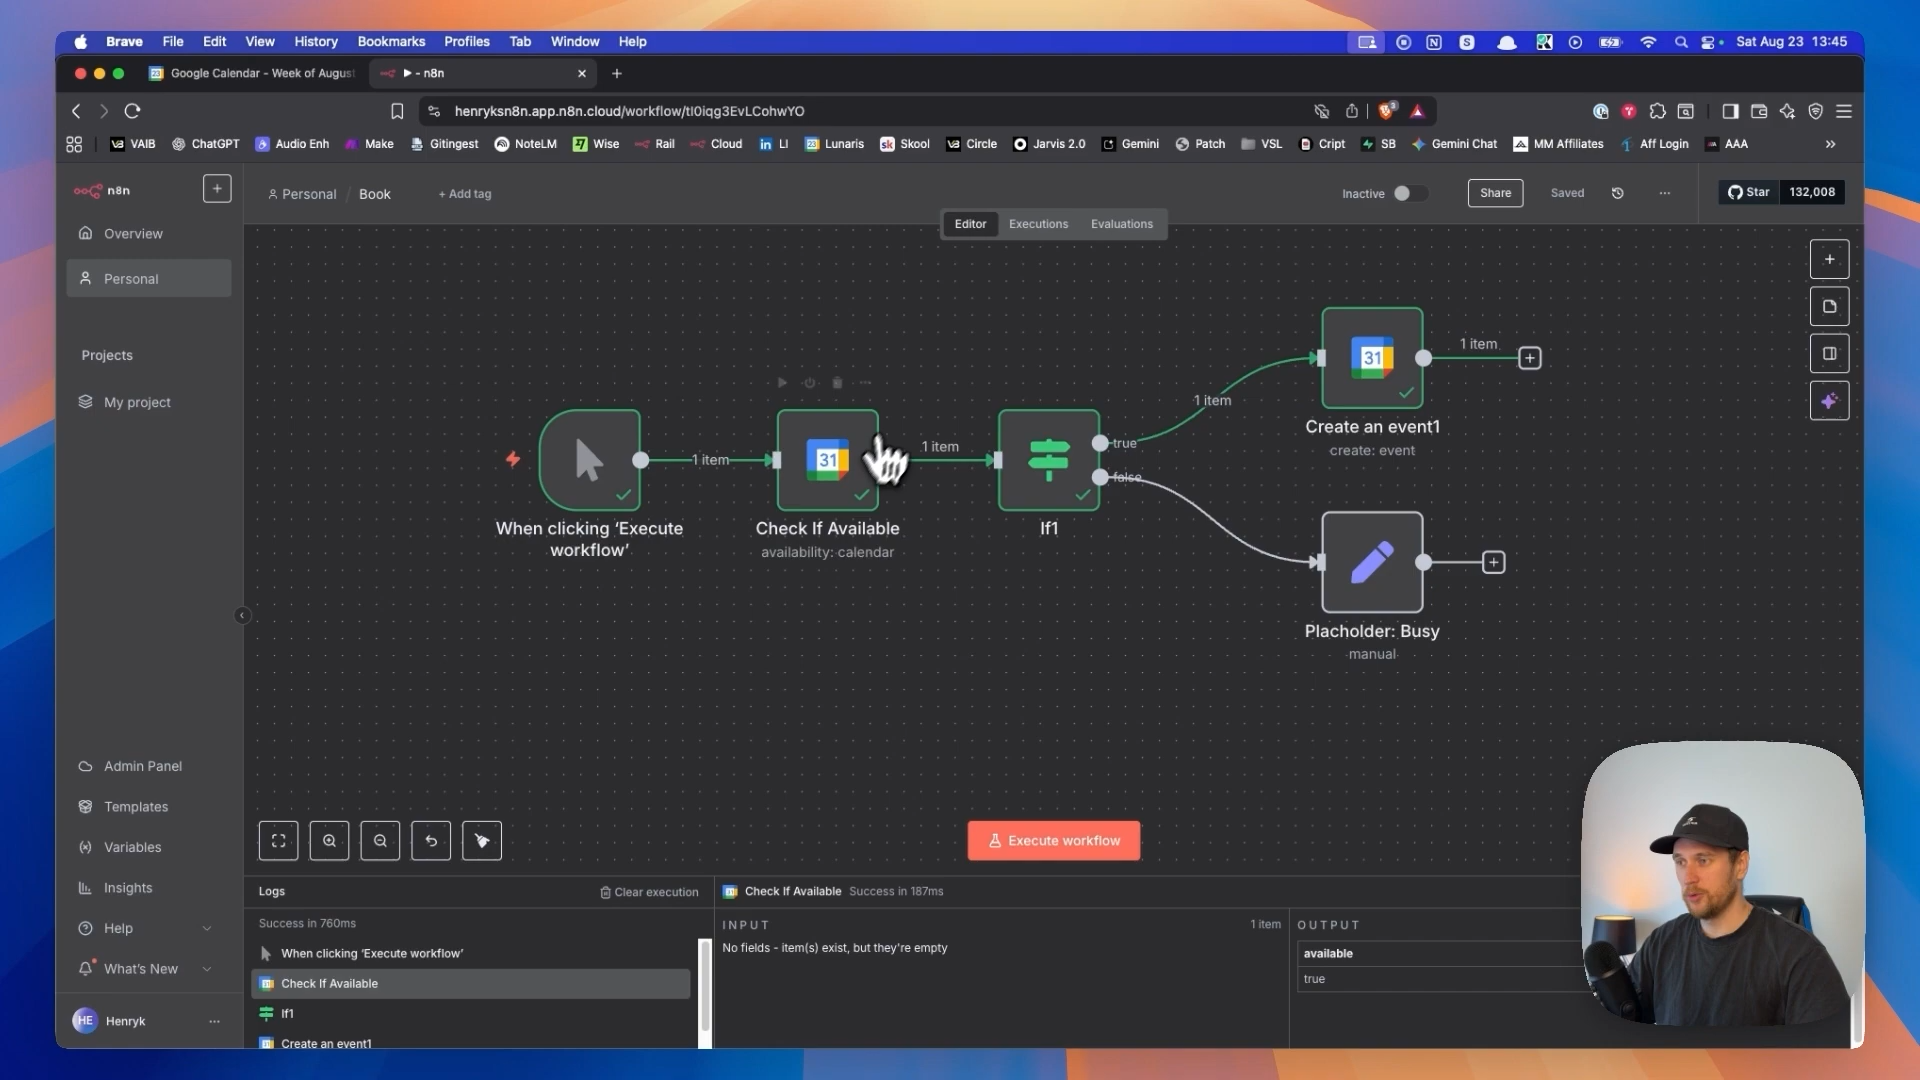 Brave File Edit View History Bookmarks Profiles Tab Window Help
Sat Aug 23 13:45
Google Calendar - Week of August
▶ - n8n
henryksn8n.app.n8n.cloud/workflow/tI0iqg3EvLCohwYO
VAIB ChatGPT Audio Enh Make Gitingest NoteLM Wise Rail Cloud LI Lunaris Skool Circle Jarvis 2.0 Gemini Patch VSL Cript SB Gemini Chat MM Affiliates Aff Login AAA
n8n
Personal / Book
+ Add tag
Inactive
Share
Saved
Star 132,008
Editor Executions Evaluations
Overview
Personal
Projects
My project
Admin Panel
Templates
Variables
Insights
Help
What's New
HE Henryk
1 item
1 item
1 item
1 item
true
false
31
When clicking ‘Execute
workflow’
31
Check If Available
availability: calendar
If1
31
Create an event1
create: event
Placholder: Busy
manual
Execute workflow
Logs
Clear execution
Success in 760ms
When clicking ‘Execute workflow’
Check If Available
If1
Create an event1
Check If Available Success in 187ms
INPUT
1 item
No fields - item(s) exist, but they're empty
OUTPUT
available
true